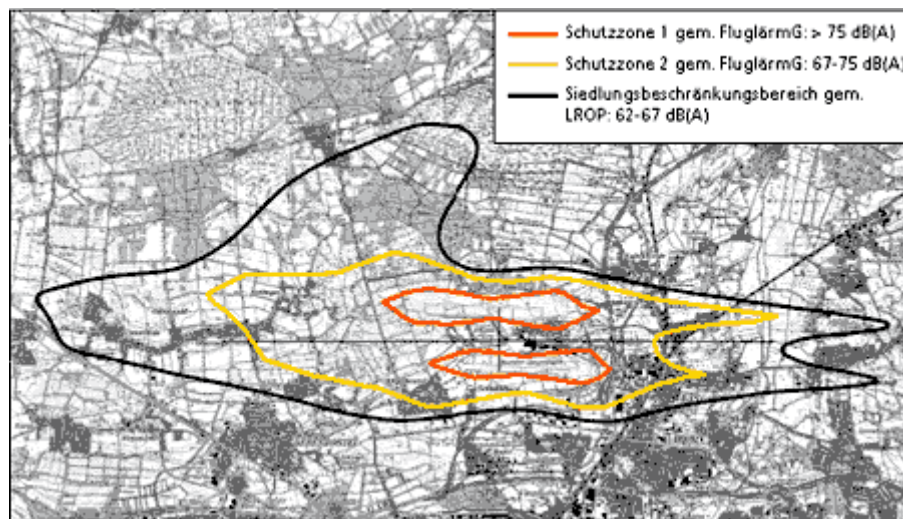 Schutzzone 1 gem. FluglärmG: > 75 dB(A)
Schutzzone 2 gem. FluglärmG: 67-75 dB(A)
Siedlungsbeschränkungsbereich gem.
LROP: 62-67 dB(A)